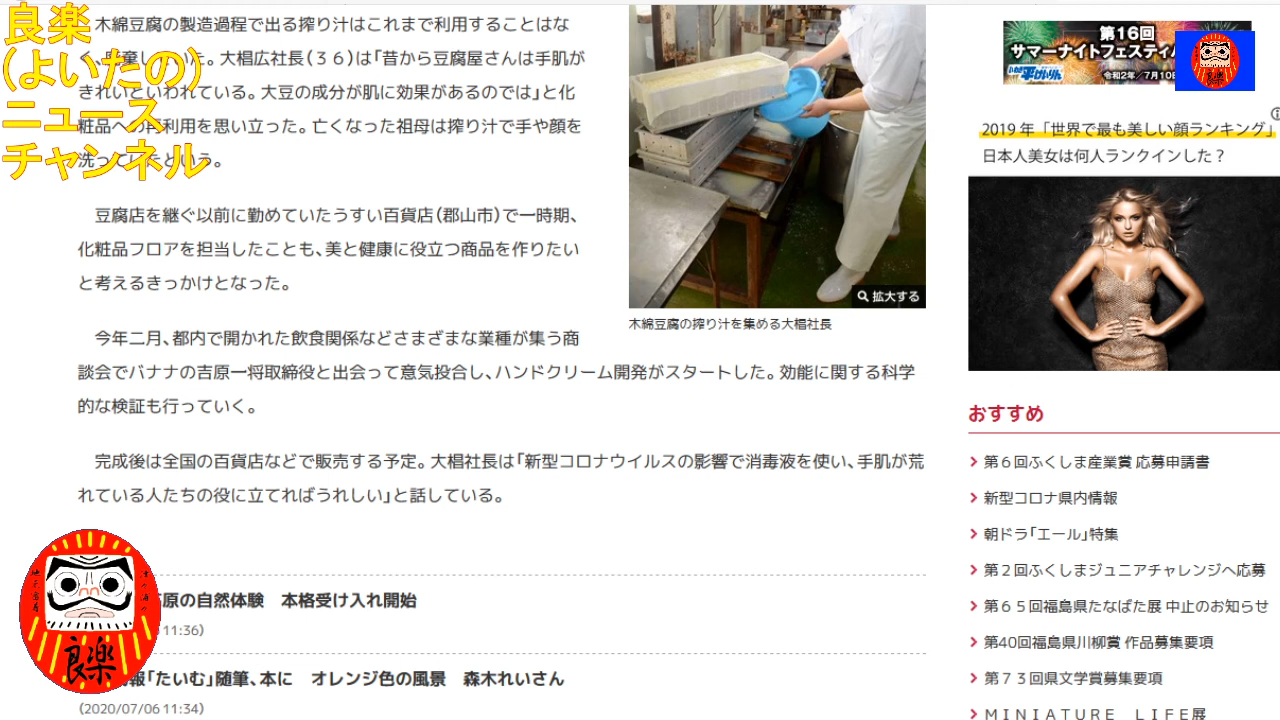 良楽
(よいたの)
ニュース
チャンネル
木綿豆腐の製造過程で出る搾り汁はこれまで利用することはな
た。大椙広社長(36)は「昔から豆腐屋さんは手肌が
きれいといわれている。大豆の成分が肌に効果があるのでは」と化
粧品への再利用を思い立った。亡くなった祖母は搾り汁で手や顔を
洗っていたという。
豆腐店を継ぐ以前に勤めていたうすい百貨店(郡山市)で一時期、
化粧品フロアを担当したことも、美と健康に役立つ商品を作りたい
と考えるきっかけとなった。
今年二月、都内で開かれた飲食関係などさまざまな業種が集う商
談会でバナナの吉原一将取締役と出会って意気投合し、ハンドクリーム開発がスタートした。効能に関する科学
的な検証も行っていく。
完成後は全国の百貨店などで販売する予定。大椙社長は「新型コロナウイルスの影響で消毒液を使い、手肌が荒
れている人たちの役に立てればうれしい」と話している。
拡大する
木綿豆腐の搾り汁を集める大椙社長
原の自然体験 本格受け入れ開始
11:36)
報「たいむ」随筆、本に オレンジ色の風景 森木れいさん
(2020/07/06 11:34)
良楽
第16回
サマーナイトフェスティバ
いわき平けいりん
令和2年/7月10日
2019年「世界で最も美しい顔ランキング」
日本人美女は何人ランクインした?
おすすめ
第6回ふくしま産業賞 応募申請書
新型コロナ県内情報
朝ドラ「エール」特集
第2回ふくしまジュニアチャレンジへ応募
第65回福島県たなばた展 中止のお知らせ
第40回福島県川柳賞 作品募集要項
第73回県文学賞募集要項
MINIATURE LIFE展